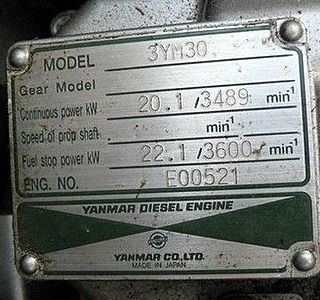 MODEL 3YM30
Gear Model
Continuous power kW 20.1/3489 min⁻¹
Speed of prop shaft min⁻¹
Fuel stop power kW 22.1/3600 min⁻¹
ENG. NO. E00521
YANMAR DIESEL ENGINE
YANMAR CO.,LTD.
MADE IN JAPAN